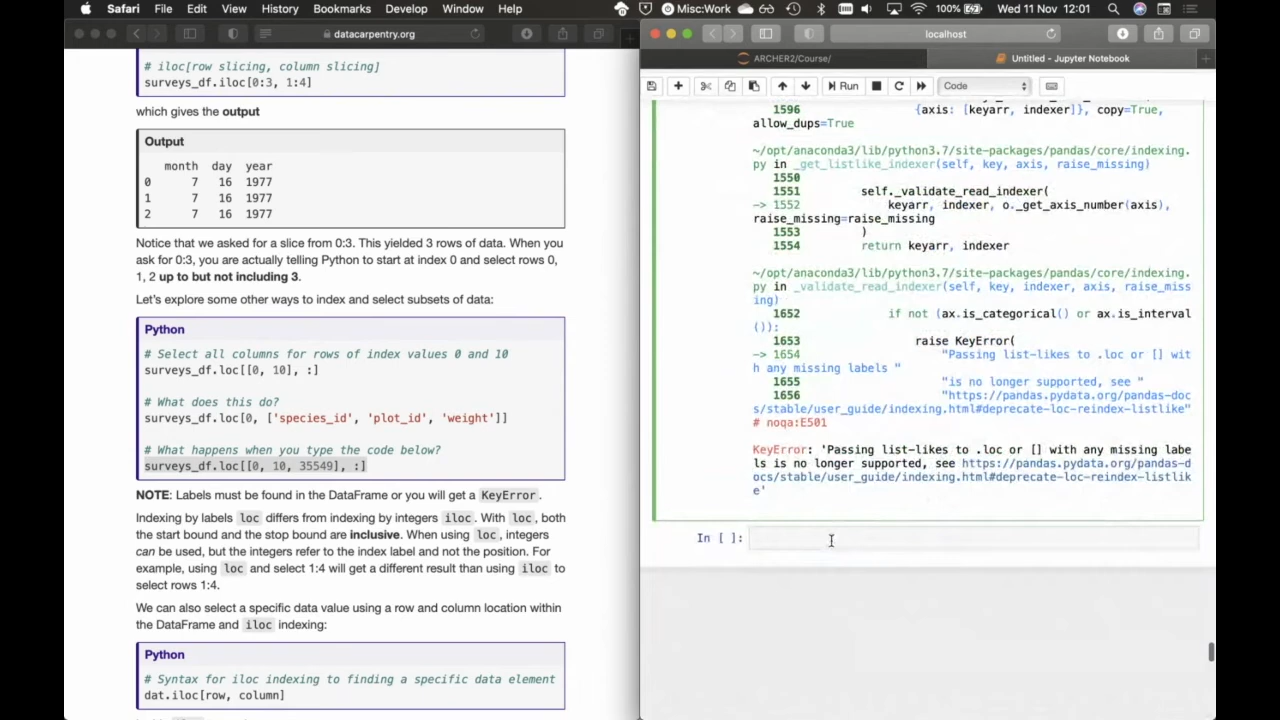 Safari File Edit View History Bookmarks Develop Window Help Misc:Work 100% Wed 11 Nov 12:01
datacarpentry.org
# iloc[row slicing, column slicing]
surveys_df.iloc[0:3, 1:4]
which gives the output
Output
month day year
0 7 16 1977
1 7 16 1977
2 7 16 1977
Notice that we asked for a slice from 0:3. This yielded 3 rows of data. When you
ask for 0:3, you are actually telling Python to start at index 0 and select rows 0,
1, 2 up to but not including 3.
Let's explore some other ways to index and select subsets of data:
Python
# Select all columns for rows of index values 0 and 10
surveys_df.loc[[0, 10], :]
# What does this do?
surveys_df.loc[0, ['species_id', 'plot_id', 'weight']]
# What happens when you type the code below?
surveys_df.loc[[0, 10, 35549], :]
NOTE: Labels must be found in the DataFrame or you will get a KeyError.
Indexing by labels loc differs from indexing by integers iloc. With loc, both
the start bound and the stop bound are inclusive. When using loc, integers
can be used, but the integers refer to the index label and not the position. For
example, using loc and select 1:4 will get a different result than using iloc to
select rows 1:4.
We can also select a specific data value using a row and column location within
the DataFrame and iloc indexing:
Python
# Syntax for iloc indexing to finding a specific data element
dat.iloc[row, column]
localhost
ARCHER2/Course/
Untitled - Jupyter Notebook
Run Code
1596 {axis: [keyarr, indexer]}, copy=True,
allow_dups=True
~/opt/anaconda3/lib/python3.7/site-packages/pandas/core/indexing.
py in _get_listlike_indexer(self, key, axis, raise_missing)
1550
1551 self._validate_read_indexer(
-> 1552 keyarr, indexer, o._get_axis_number(axis),
raise_missing=raise_missing
1553 )
1554 return keyarr, indexer
~/opt/anaconda3/lib/python3.7/site-packages/pandas/core/indexing.
py in _validate_read_indexer(self, key, indexer, axis, raise_miss
ing)
1652 if not (ax.is_categorical() or ax.is_interval
()):
1653 raise KeyError(
-> 1654 "Passing list-likes to .loc or [] wit
h any missing labels "
1655 "is no longer supported, see "
1656 "https://pandas.pydata.org/pandas-doc
s/stable/user_guide/indexing.html#deprecate-loc-reindex-listlike"
# noqa:E501
KeyError: 'Passing list-likes to .loc or [] with any missing labe
ls is no longer supported, see https://pandas.pydata.org/pandas-d
ocs/stable/user_guide/indexing.html#deprecate-loc-reindex-listlik
e'
In [ ]: